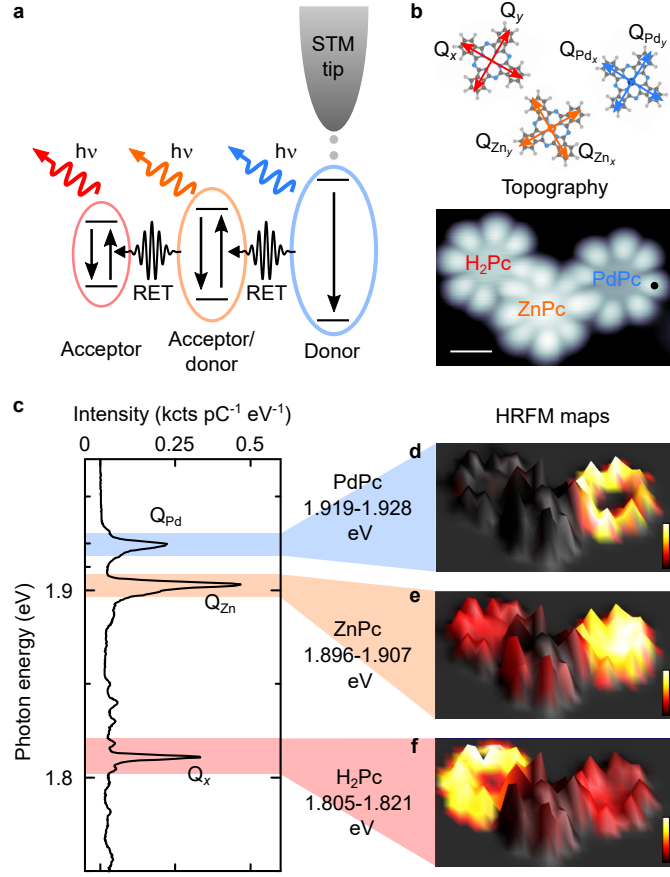 a
STM
tip
hν
hν
hν
RET
RET
Acceptor
Acceptor/
donor
Donor
b
Qy
Qx
QPdy
QPdx
QZny
QZnx
Topography
H₂Pc
PdPc
ZnPc
c
Intensity (kcts pC⁻¹ eV⁻¹)
0
0.25
0.5
Photon energy (eV)
1.9
1.8
QPd
QZn
Qx
PdPc
1.919-1.928
eV
ZnPc
1.896-1.907
eV
H₂Pc
1.805-1.821
eV
HRFM maps
d
e
f